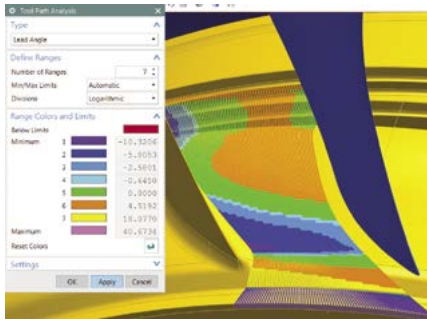 Tool Path Analysis
Type
Lead Angle
Define Ranges
Number of Ranges 7
Min/Max Limits Automatic
Divisions Logarithmic
Range Colors and Limits
Below Limits
Minimum 1 -10.3206
2 -5.0053
3 -2.5601
4 -0.6450
5 0.0000
6 4.5192
7 18.0770
Maximum 40.6734
Reset Colors
Settings
OK Apply Cancel